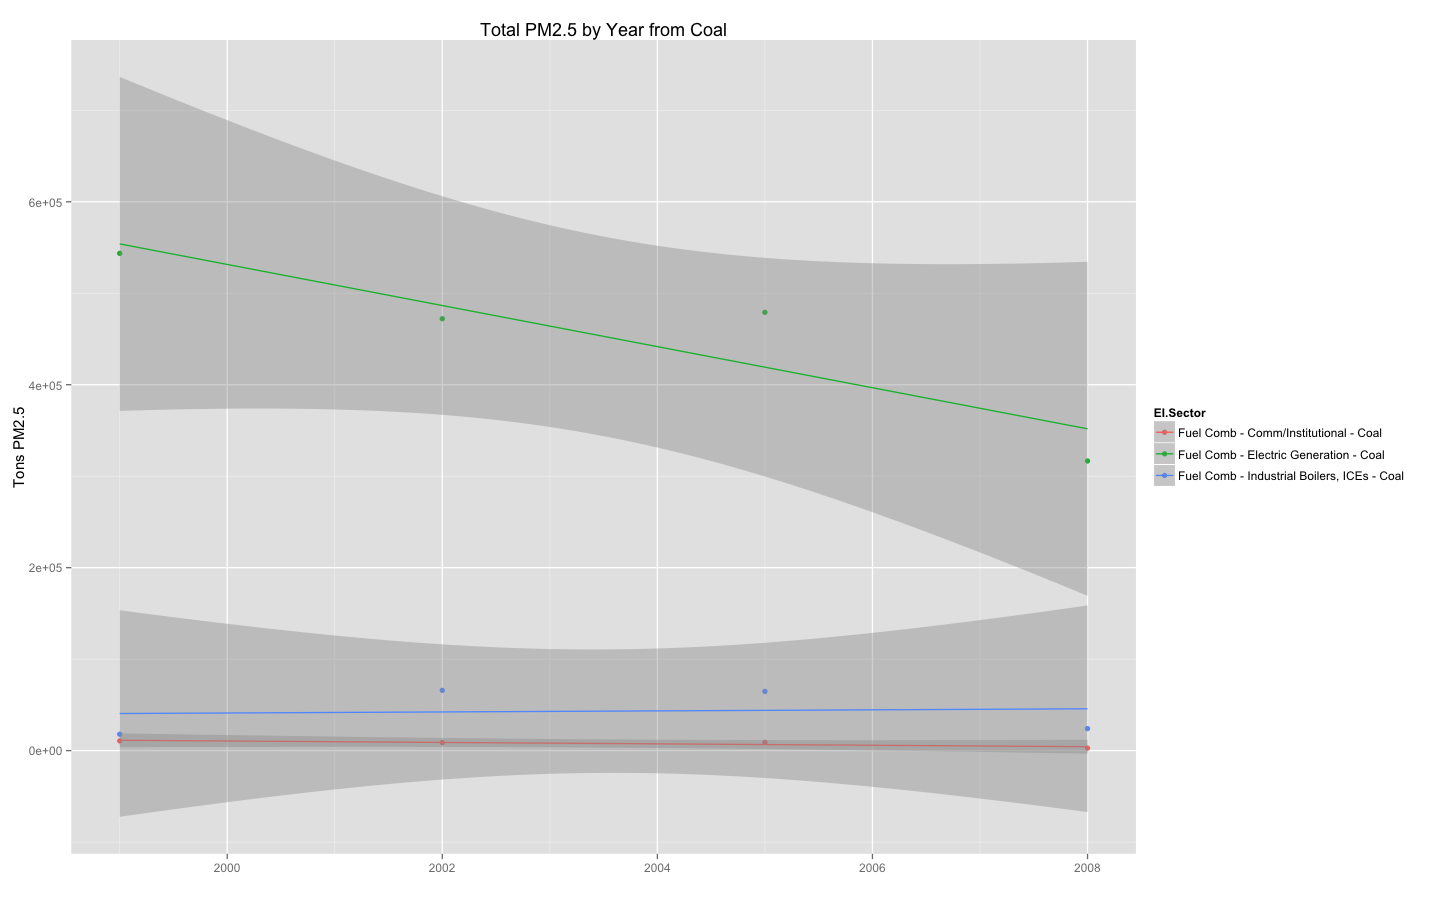 Total PM2.5 by Year from Coal
6e+05
4e+05
2e+05
0e+00
Tons PM2.5
2000
2002
2004
2006
2008
EI.Sector
Fuel Comb - Comm/Institutional - Coal
Fuel Comb - Electric Generation - Coal
Fuel Comb - Industrial Boilers, ICEs - Coal